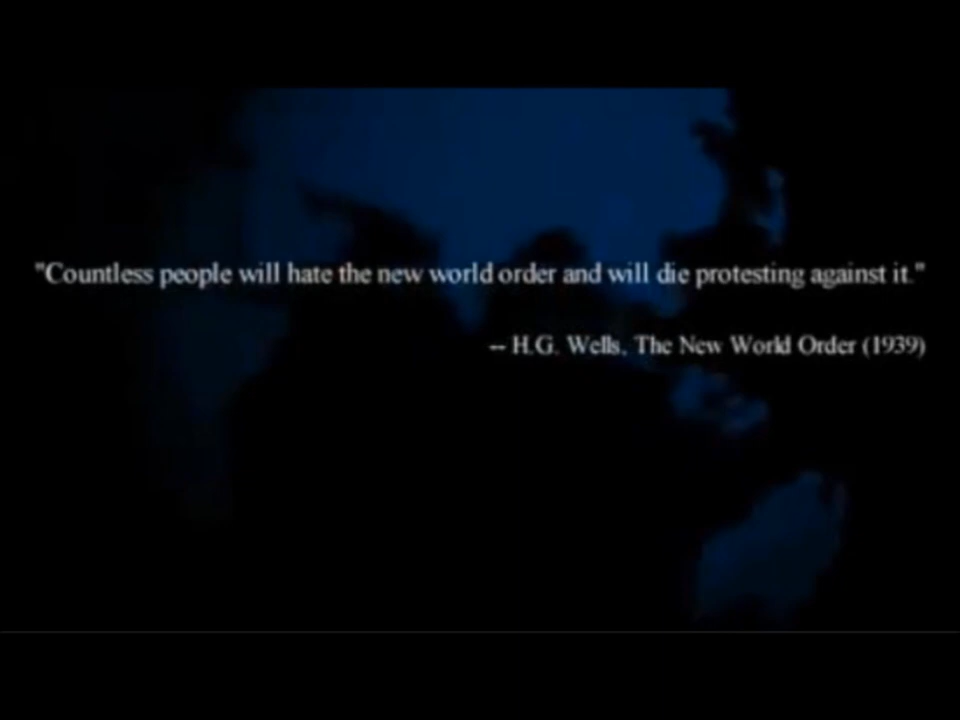 "Countless people will hate the new world order and will die protesting against it."
-- H.G. Wells, The New World Order (1939)